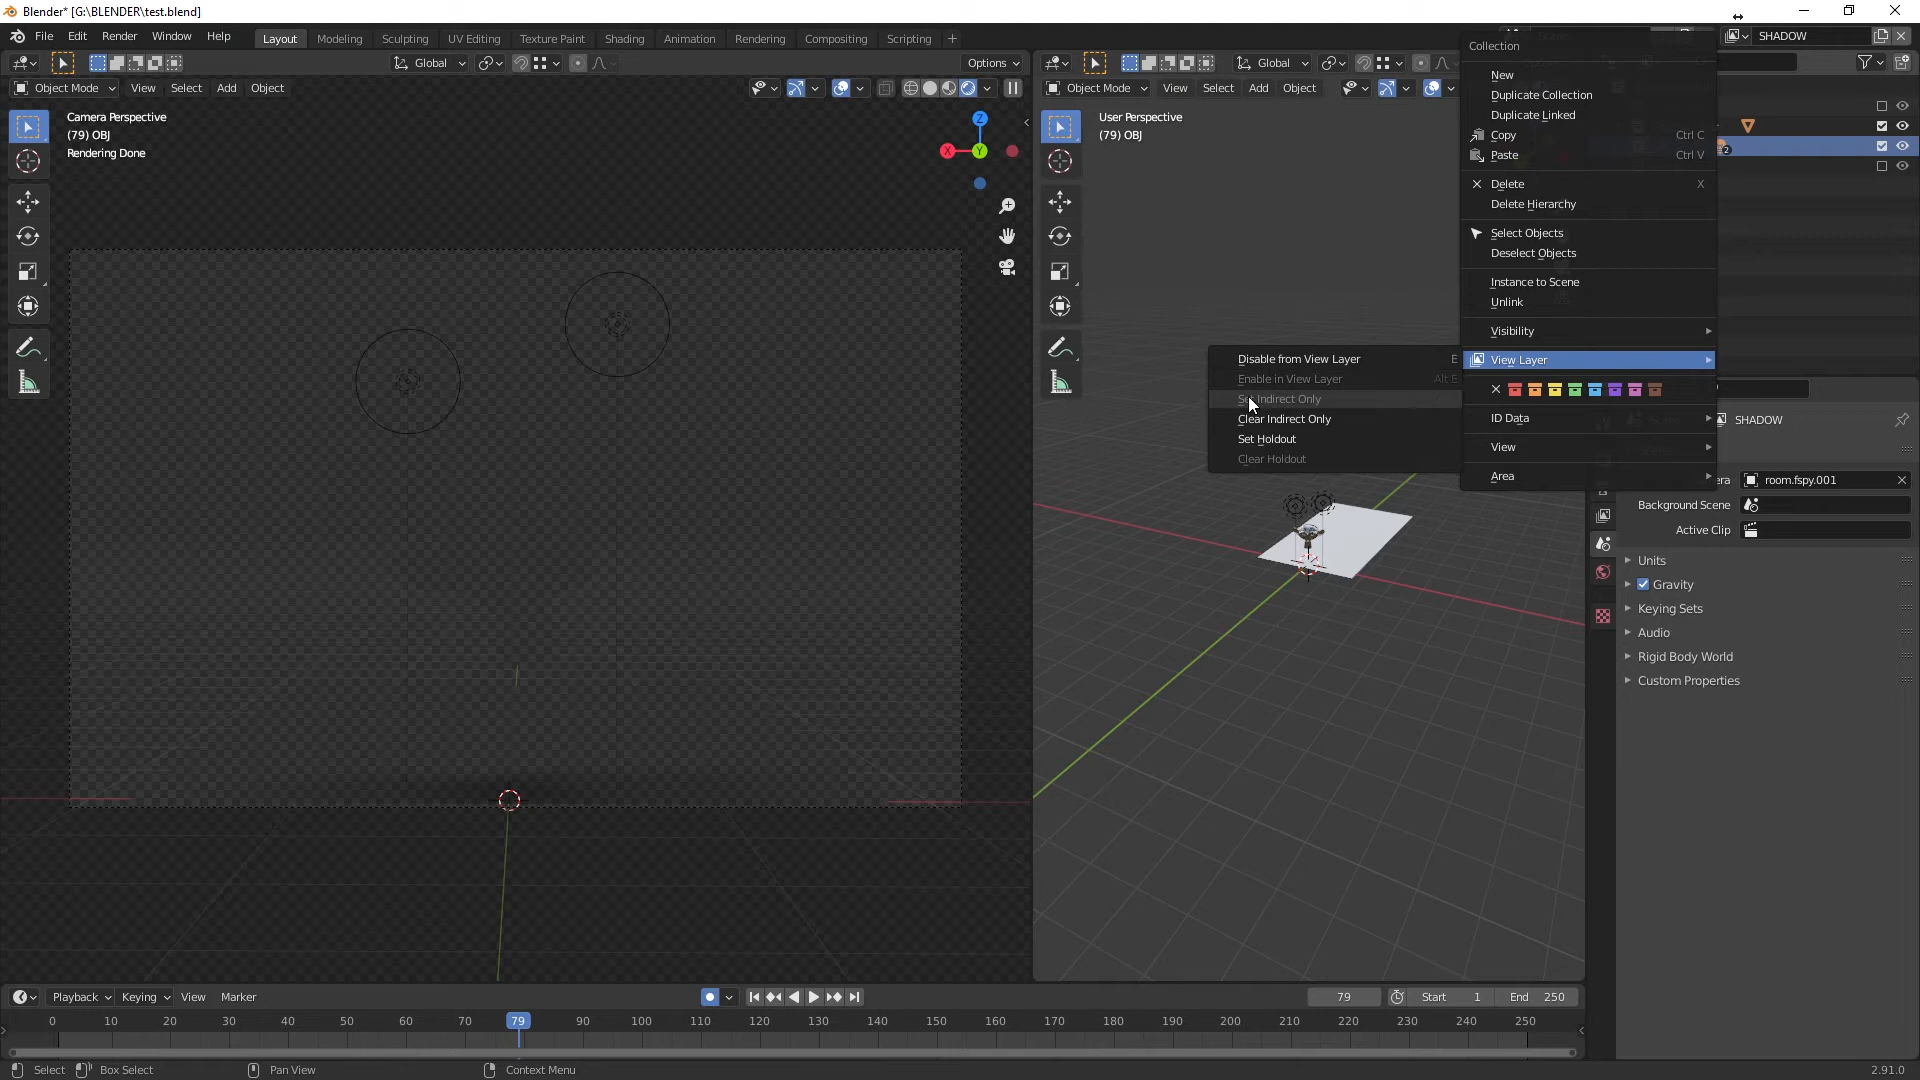 Blender* [G:\BLENDER\test.blend]
File Edit Render Window Help Layout Modeling Sculpting UV Editing Texture Paint Shading Animation Rendering Compositing Scripting + SHADOW
Global Options
Object Mode View Select Add Object
Camera Perspective
(79) OBJ
Rendering Done
Z
X
Y
Global
Object Mode View Select Add Object
User Perspective
(79) OBJ
Collection
New
Duplicate Collection
Duplicate Linked
Copy Ctrl C
Paste Ctrl V
Delete X
Delete Hierarchy
Select Objects
Deselect Objects
Instance to Scene
Unlink
Visibility
View Layer
ID Data
View
Area
Disable from View Layer E
Enable in View Layer Alt E
Set Indirect Only
Clear Indirect Only
Set Holdout
Clear Holdout
2
SHADOW
room.fspy.001
Background Scene
Active Clip
Units
Gravity
Keying Sets
Audio
Rigid Body World
Custom Properties
Playback Keying View Marker 79 Start 1 End 250
0 10 20 30 40 50 60 70 79 90 100 110 120 130 140 150 160 170 180 190 200 210 220 230 240 250
Select Box Select Pan View Context Menu 2.91.0